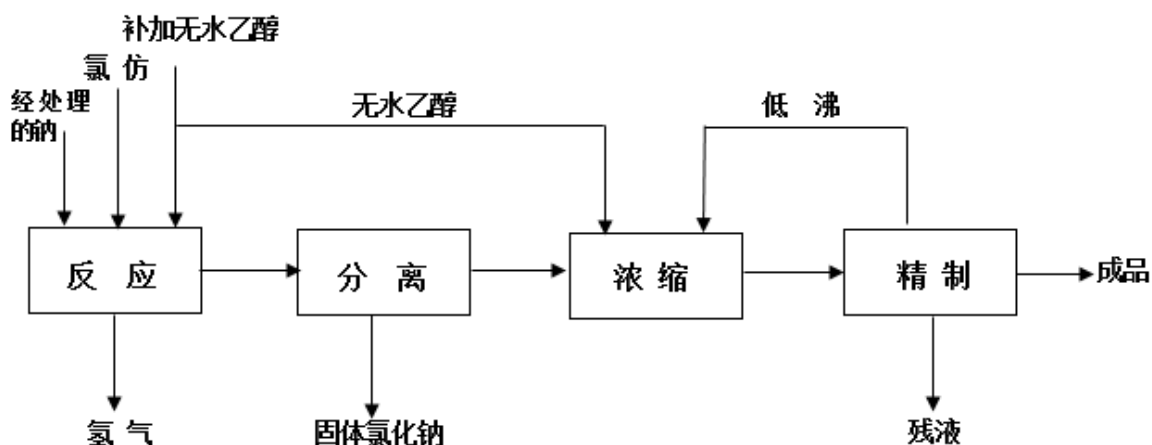 补加无水乙醇
氯 仿
经处理
的钠
无水乙醇
低 沸
反 应
分 离
浓 缩
精 制
成品
氢 气
固体氯化钠
残液